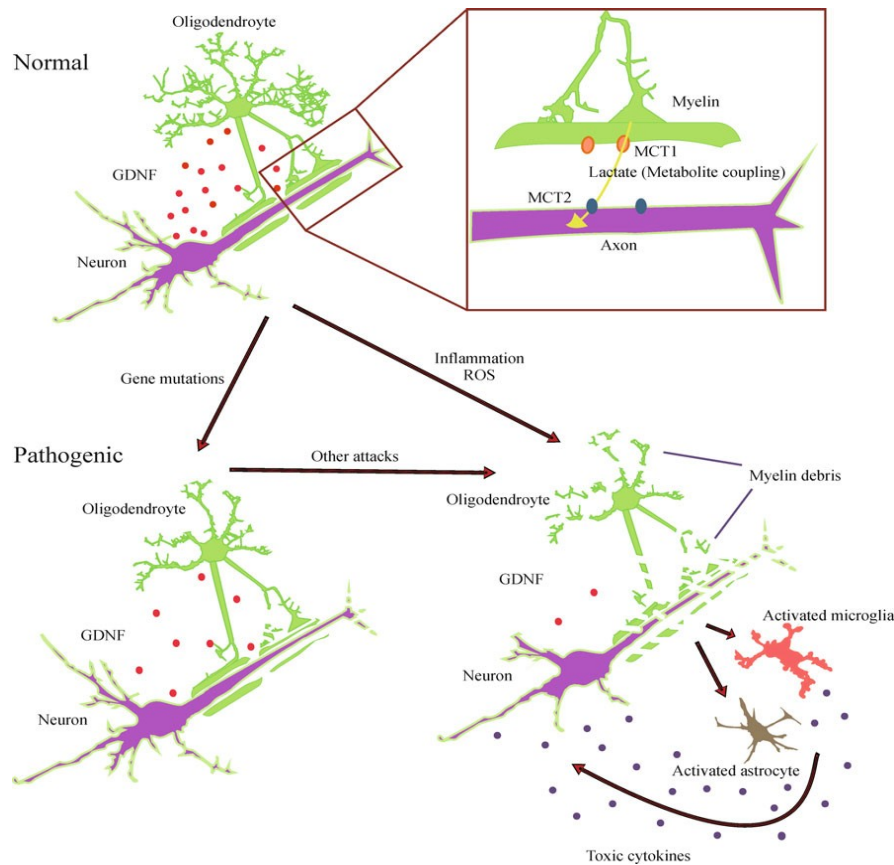 Oligodendroyte
Normal
Myelin
MCT1
GDNF
Lactate (Metabolite coupling)
MCT2
Axon
Neuron
Gene mutations
Inflammation
ROS
Pathogenic
Other attacks
Myelin debris
Oligodendroyte
Oligodendroyte
GDNF
GDNF
Activated microglia
Neuron
Neuron
Activated astrocyte
Toxic cytokines